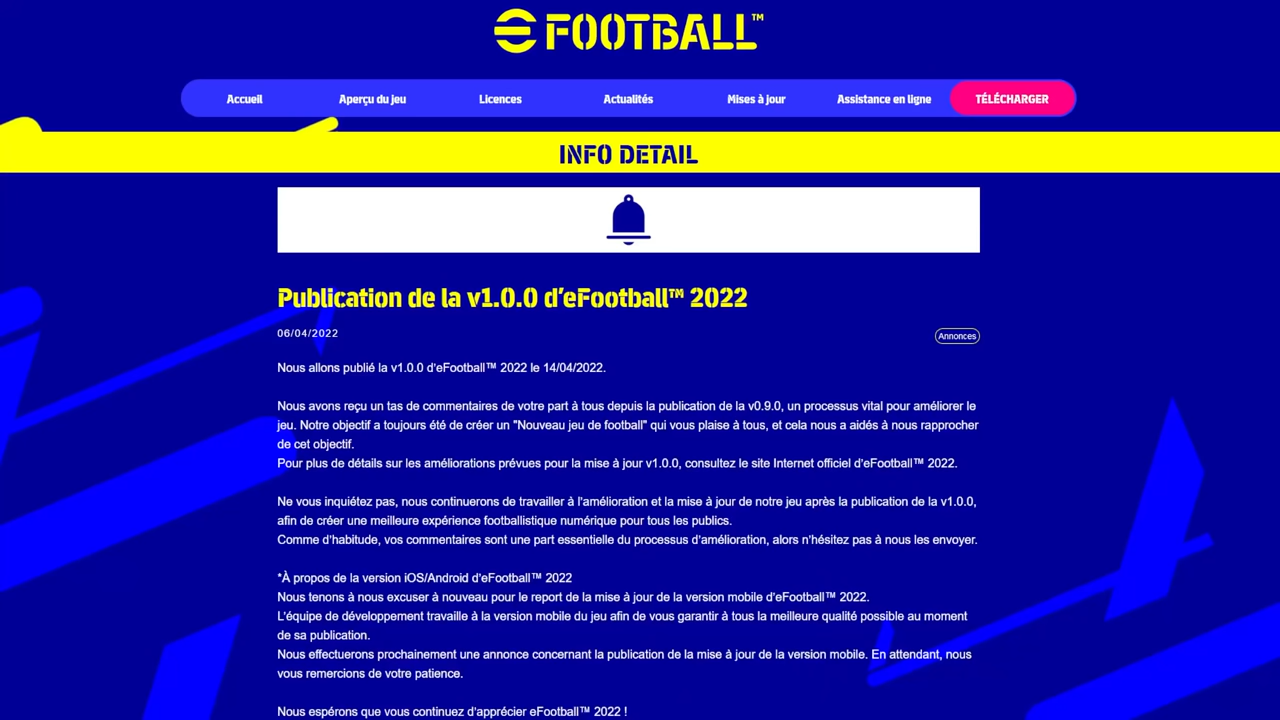 FOOTBALL™
Accueil
Aperçu du jeu
Licences
Actualités
Mises à jour
Assistance en ligne
TÉLÉCHARGER
INFO DETAIL
Publication de la v1.0.0 d’eFootball™ 2022
06/04/2022
Annonces
Nous allons publié la v1.0.0 d’eFootball™ 2022 le 14/04/2022.
Nous avons reçu un tas de commentaires de votre part à tous depuis la publication de la v0.9.0, un processus vital pour améliorer le
jeu. Notre objectif a toujours été de créer un "Nouveau jeu de football" qui vous plaise à tous, et cela nous a aidés à nous rapprocher
de cet objectif.
Pour plus de détails sur les améliorations prévues pour la mise à jour v1.0.0, consultez le site Internet officiel d’eFootball™ 2022.
Ne vous inquiétez pas, nous continuerons de travailler à l’amélioration et la mise à jour de notre jeu après la publication de la v1.0.0,
afin de créer une meilleure expérience footballistique numérique pour tous les publics.
Comme d’habitude, vos commentaires sont une part essentielle du processus d’amélioration, alors n’hésitez pas à nous les envoyer.
*À propos de la version iOS/Android d’eFootball™ 2022
Nous tenons à nous excuser à nouveau pour le report de la mise à jour de la version mobile d’eFootball™ 2022.
L’équipe de développement travaille à la version mobile du jeu afin de vous garantir à tous la meilleure qualité possible au moment
de sa publication.
Nous effectuerons prochainement une annonce concernant la publication de la mise à jour de la version mobile. En attendant, nous
vous remercions de votre patience.
Nous espérons que vous continuez d’apprécier eFootball™ 2022 !